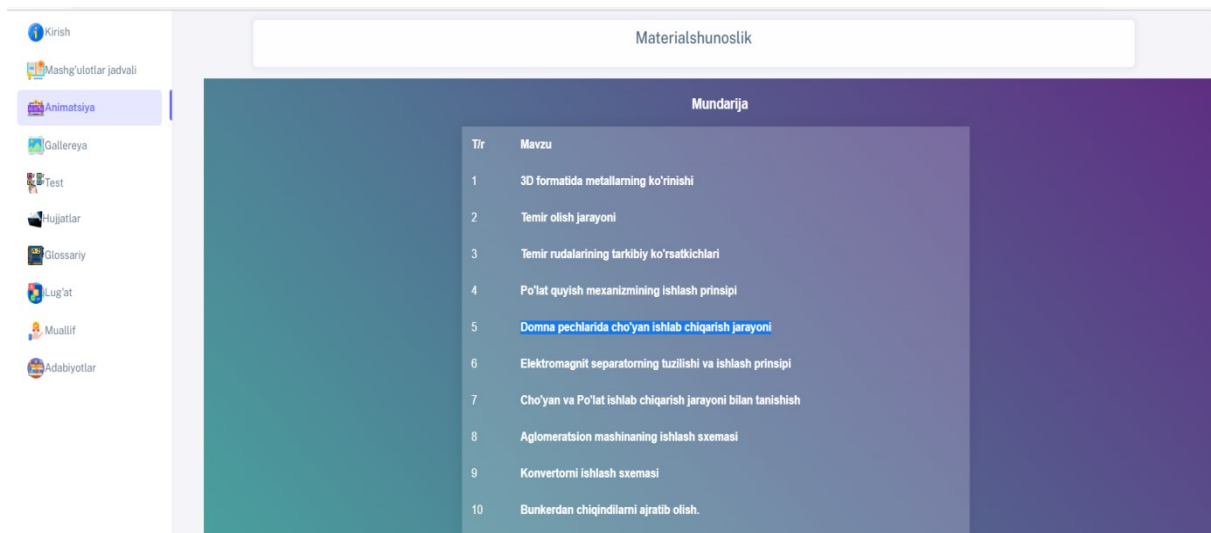 Kirish
Mashg'ulotlar jadvali
Animatsiya
Gallereya
Test
Hujjatlar
Glossariy
Lug'at
Muallif
Adabiyotlar
Materialshunoslik
Mundarija
T/r Mavzu
1 3D formatida metallarning ko'rinishi
2 Temir olish jarayoni
3 Temir rudalarining tarkibiy ko'rsatkichlari
4 Po'lat quyish mexanizmining ishlash prinsipi
5 Domna pechlarida cho'yan ishlab chiqarish jarayoni
6 Elektromagnit separatorning tuzilishi va ishlash prinsipi
7 Cho'yan va Po'lat ishlab chiqarish jarayoni bilan tanishish
8 Aglomeratsion mashinaning ishlash sxemasi
9 Konvertorni ishlash sxemasi
10 Bunkerdan chiqindilarni ajratib olish.